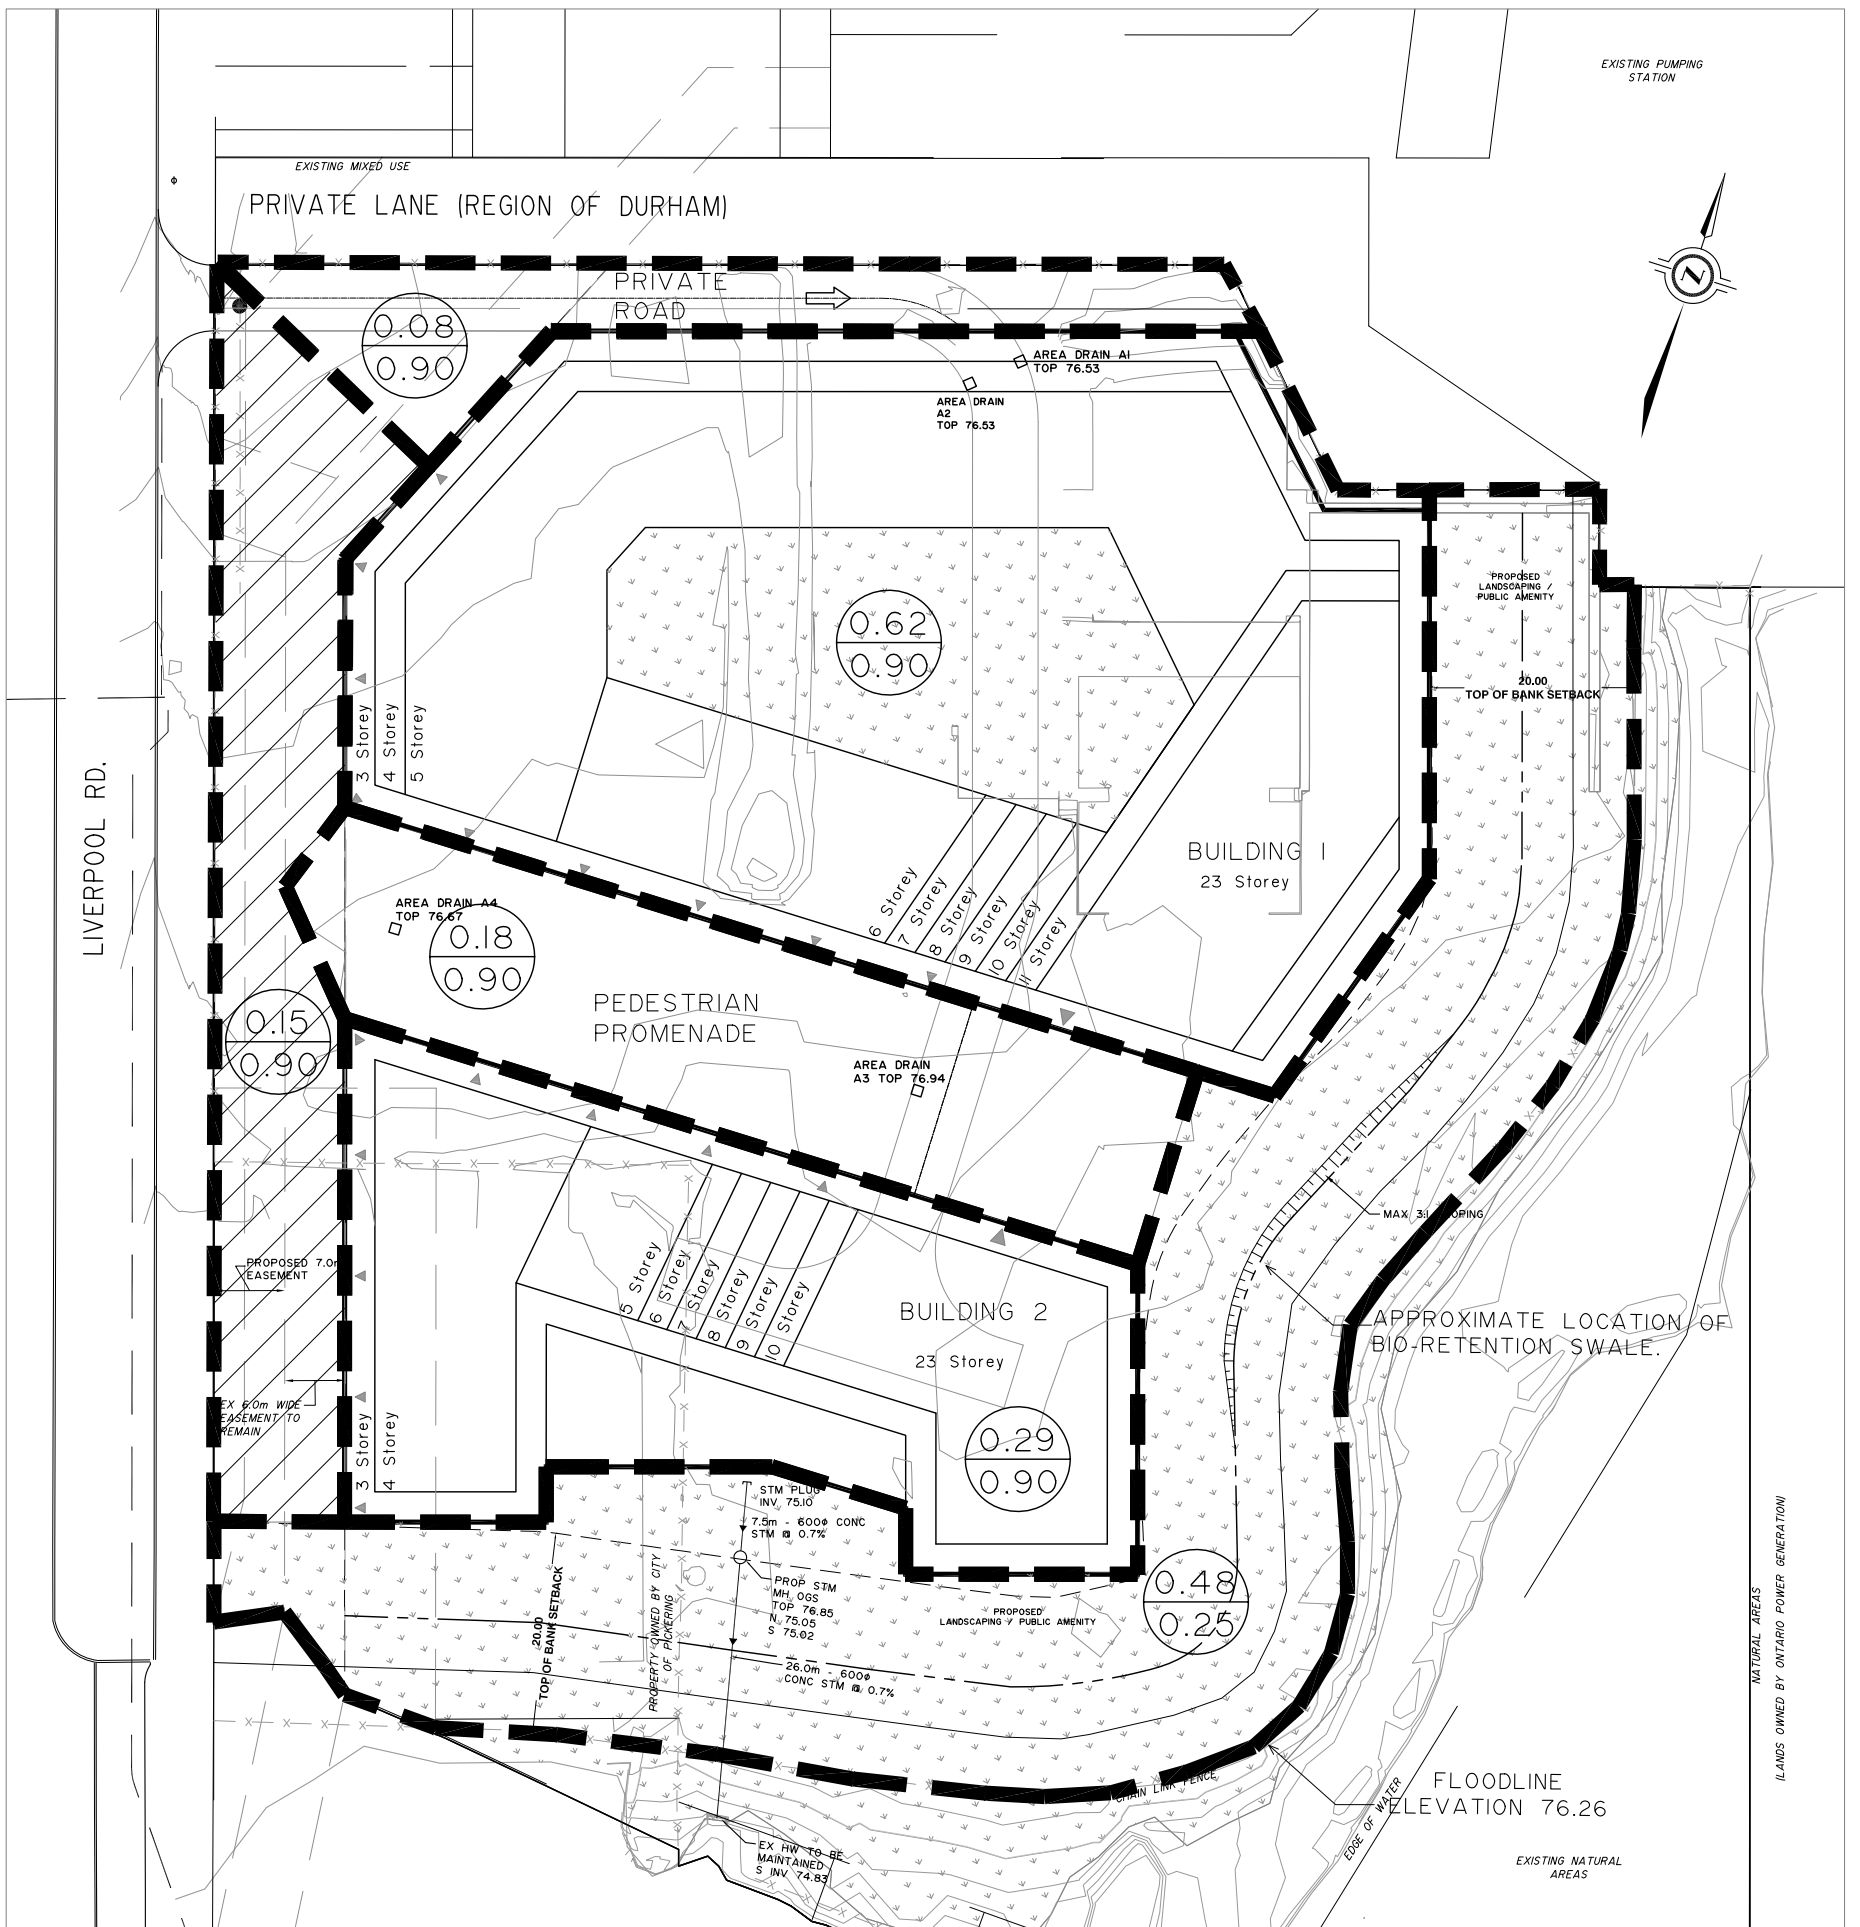 EXISTING PUMPING
STATION
EXISTING MIXED USE
PRIVATE LANE (REGION OF DURHAM)
N
PRIVATE
ROAD
0.08
0.90
AREA DRAIN A1
TOP 76.53
AREA DRAIN
A2
TOP 76.53
PROPOSED
LANDSCAPING /
PUBLIC AMENITY
0.62
0.90
20.00
TOP OF BANK SETBACK
3 Storey
4 Storey
5 Storey
LIVERPOOL RD.
BUILDING 1
23 Storey
6 Storey
7 Storey
8 Storey
9 Storey
10 Storey
11 Storey
AREA DRAIN A4
TOP 76.67
0.18
0.90
PEDESTRIAN
PROMENADE
0.15
0.90
AREA DRAIN
A3 TOP 76.94
MAX 3:1
PROPOSED 7.0m
EASEMENT
5 Storey
6 Storey
7 Storey
8 Storey
9 Storey
10 Storey
BUILDING 2
23 Storey
APPROXIMATE LOCATION OF
BIO-RETENTION SWALE.
EX 6.0m WIDE
EASEMENT TO
REMAIN
3 Storey
4 Storey
0.29
0.90
STM PLUG
INV 75.10
7.5m - 600ø CONC
STM @ 0.7%
PROP STM
MH OGS
TOP 76.85
N 75.05
S 75.02
20.00
TOP OF BANK SETBACK
PROPERTY OWNED BY CITY
OF PICKERING
0.48
0.25
PROPOSED
LANDSCAPING / PUBLIC AMENITY
26.0m - 600ø
CONC STM @ 0.7%
NATURAL AREAS
(LANDS OWNED BY ONTARIO POWER GENERATION)
CHAIN LINK FENCE
FLOODLINE
ELEVATION 76.26
EDGE OF WATER
EX HW TO BE
MAINTAINED
S INV 74.83
EXISTING NATURAL
AREAS